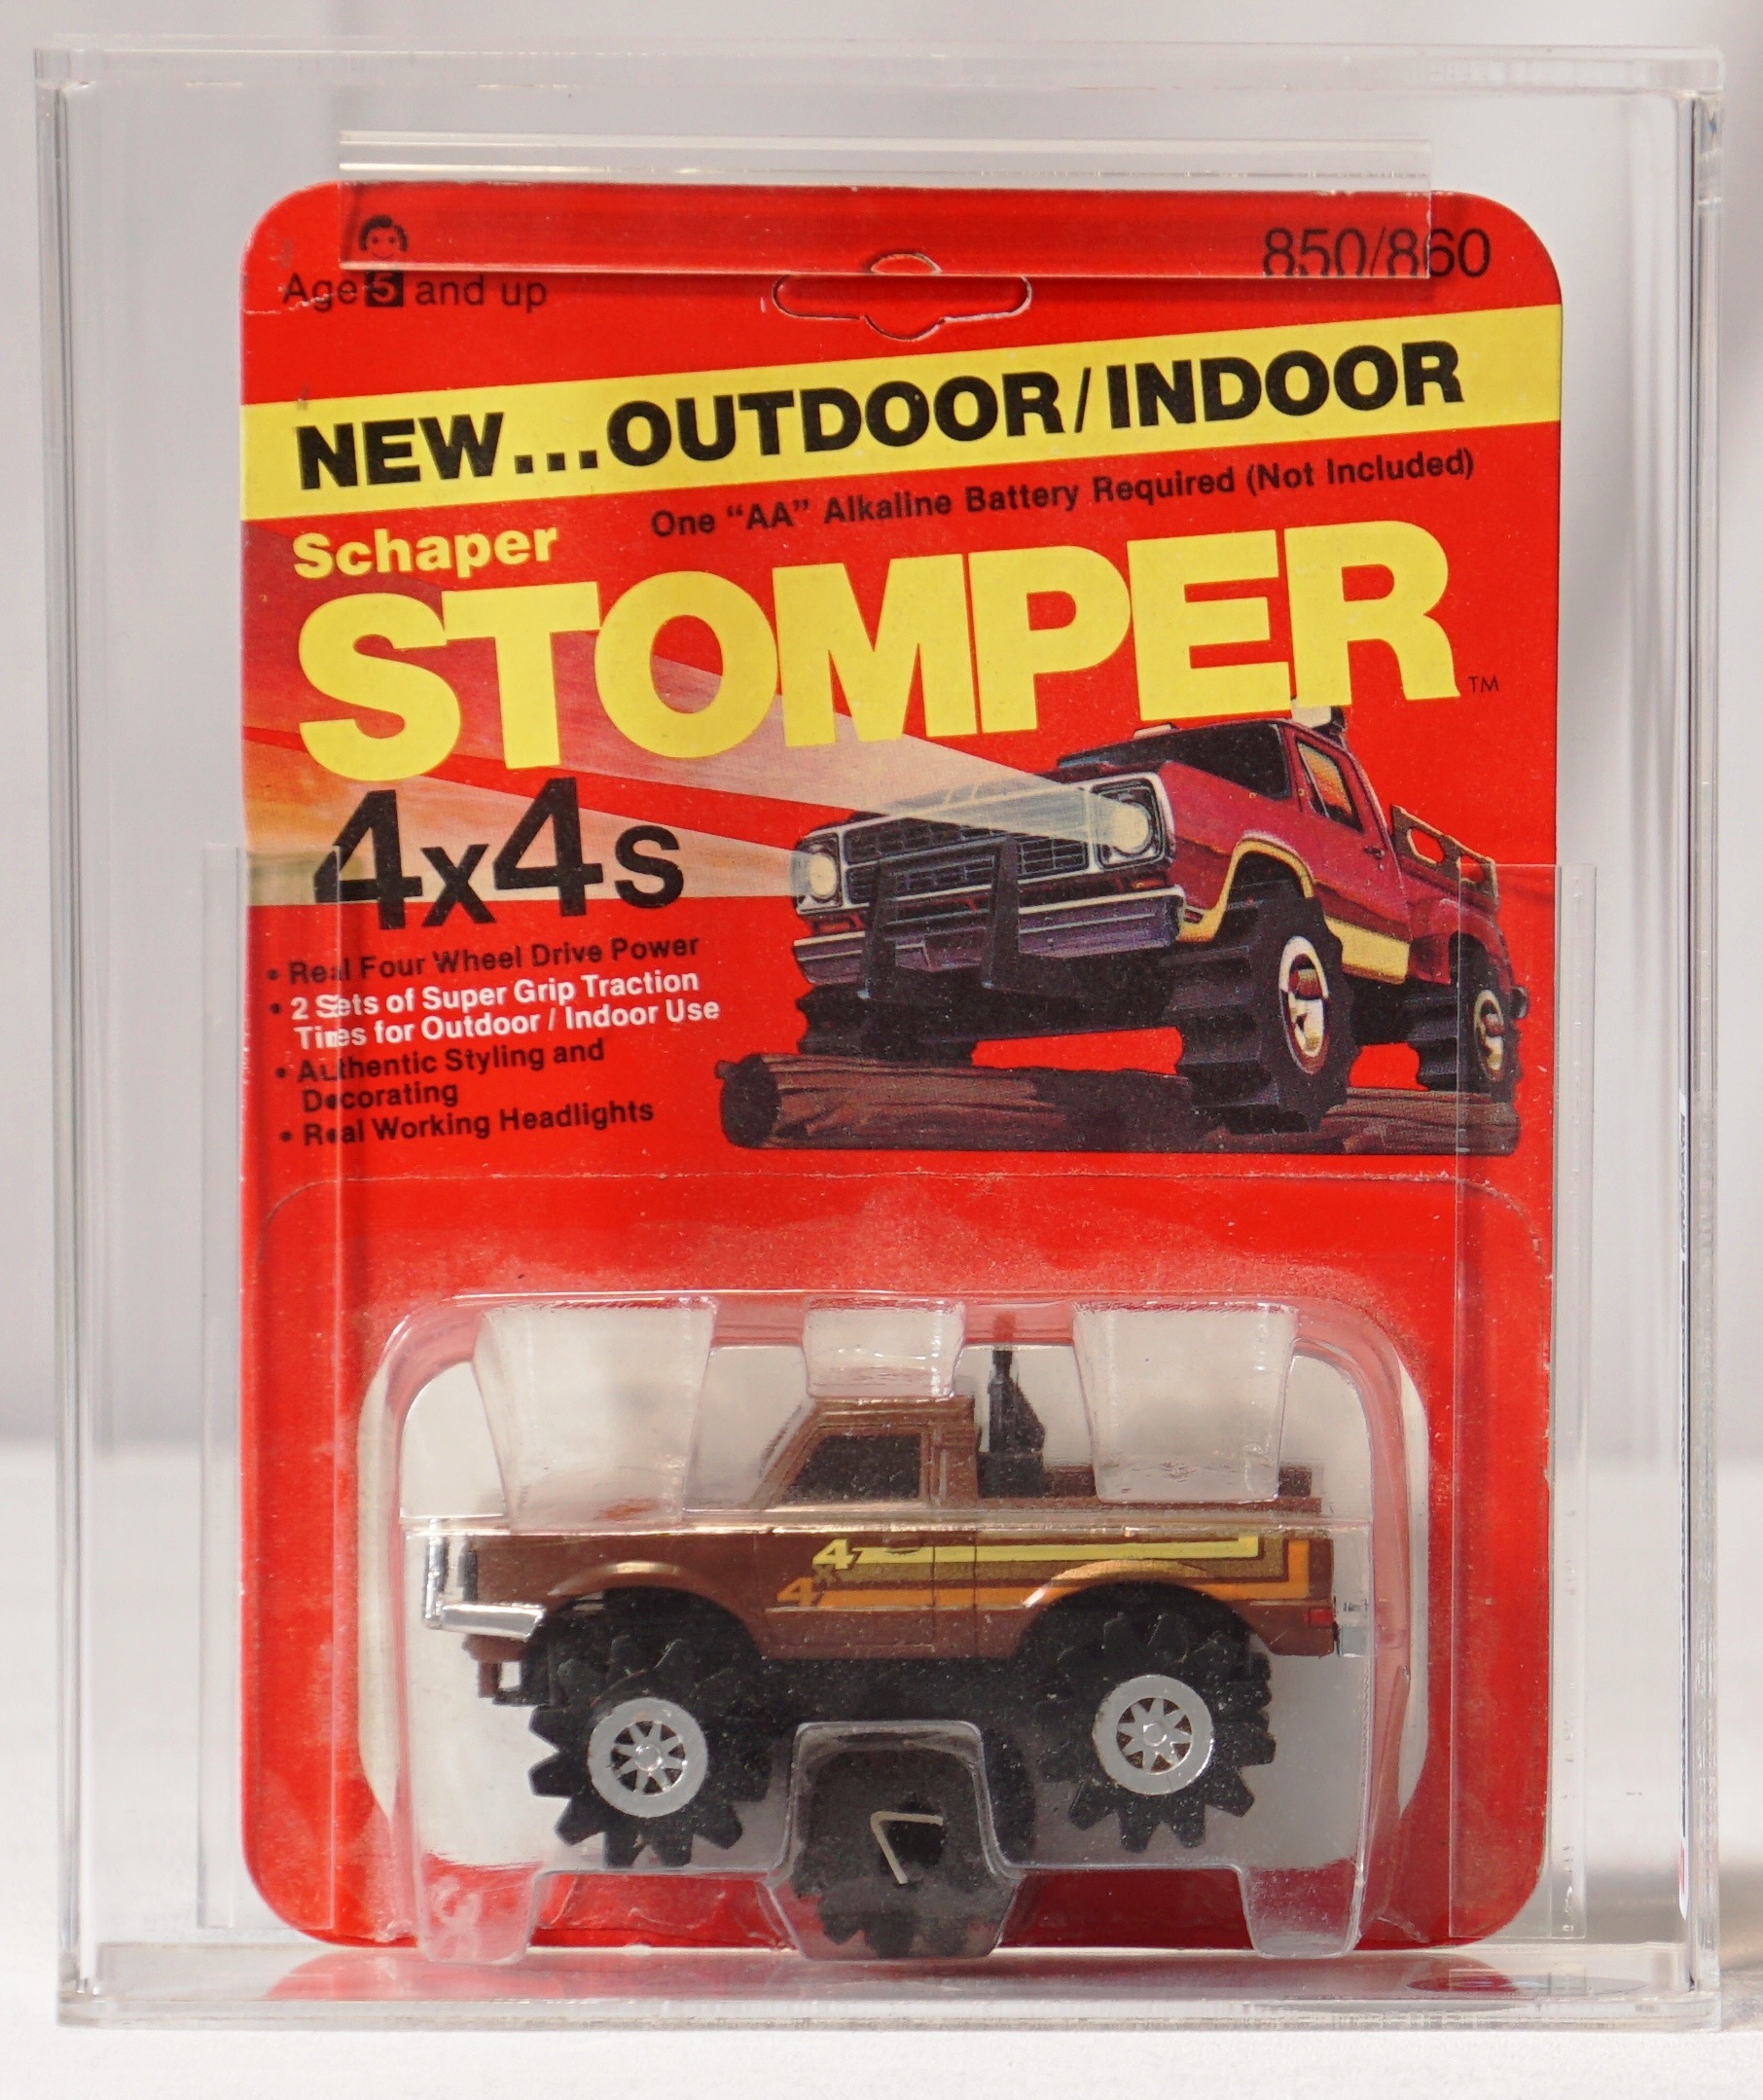 850/860
Age 5 and up
NEW...OUTDOOR/INDOOR
One “AA” Alkaline Battery Required (Not Included)
Schaper
STOMPER™
4x4s
• Real Four Wheel Drive Power
• 2 Sets of Super Grip Traction
Tires for Outdoor / Indoor Use
• Authentic Styling and
Decorating
• Real Working Headlights
4x4